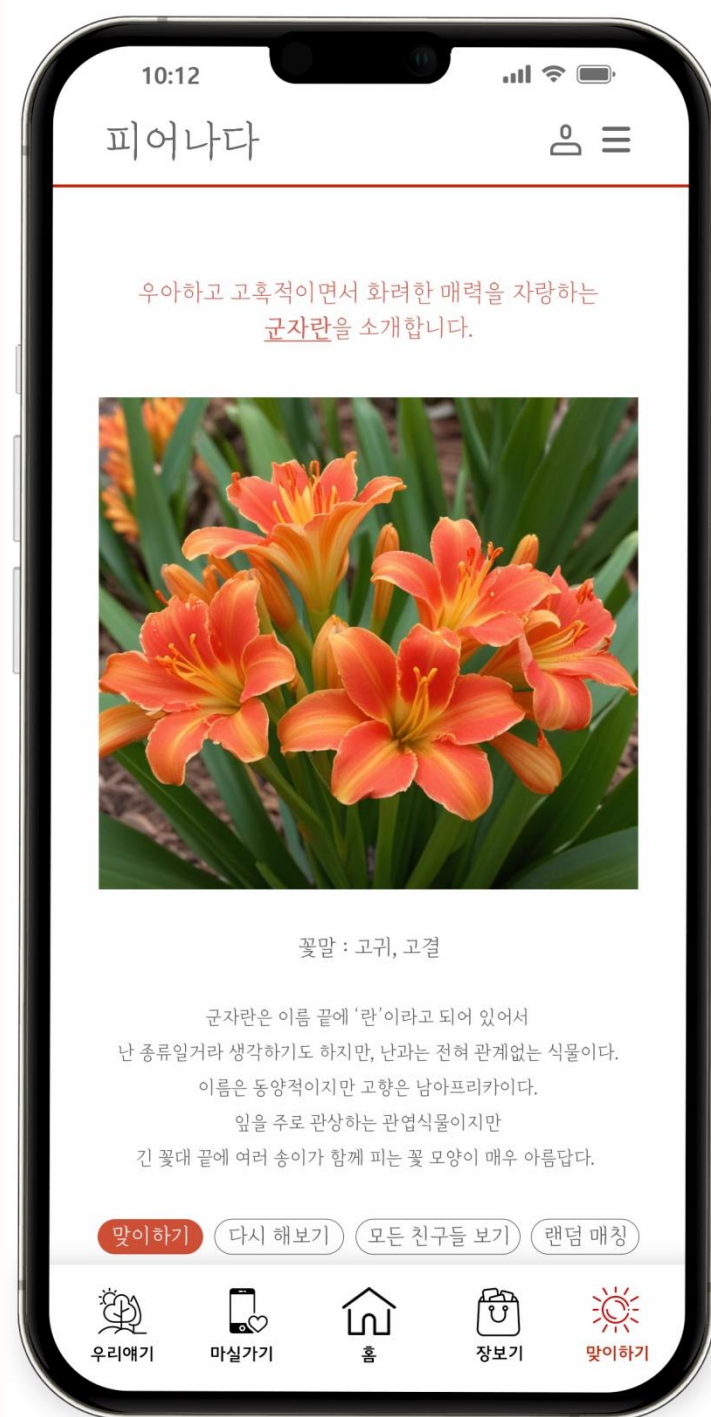 10:12
피어나다
우아하고 고혹적이면서 화려한 매력을 자랑하는
군자란을 소개합니다.
꽃말 : 고귀, 고결
군자란은 이름 끝에 ‘란’이라고 되어 있어서
난 종류일거라 생각하기도 하지만, 난과는 전혀 관계없는 식물이다.
이름은 동양적이지만 고향은 남아프리카이다.
잎을 주로 관상하는 관엽식물이지만
긴 꽃대 끝에 여러 송이가 함께 피는 꽃 모양이 매우 아름답다.
맞이하기 다시 해보기 모든 친구들 보기 랜덤 매칭
우리얘기 마실가기 홈 장보기 맞이하기